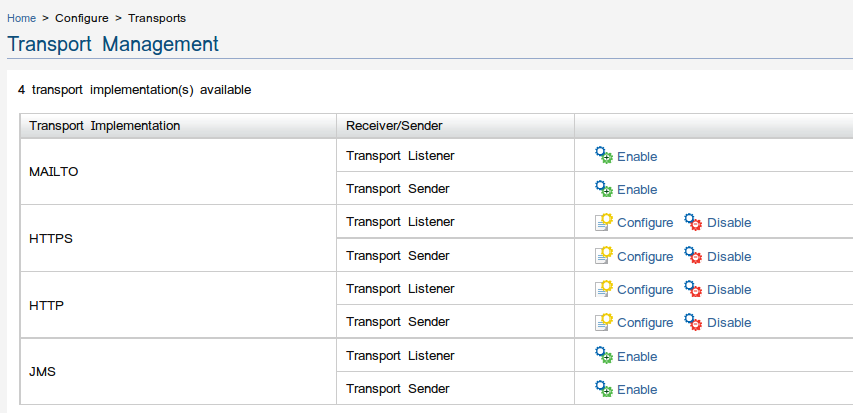 Home > Configure > Transports
Transport Management
4 transport implementation(s) available
Transport Implementation Receiver/Sender
MAILTO
Transport Listener Enable
Transport Sender Enable
HTTPS
Transport Listener Configure Disable
Transport Sender Configure Disable
HTTP
Transport Listener Configure Disable
Transport Sender Configure Disable
JMS
Transport Listener Enable
Transport Sender Enable